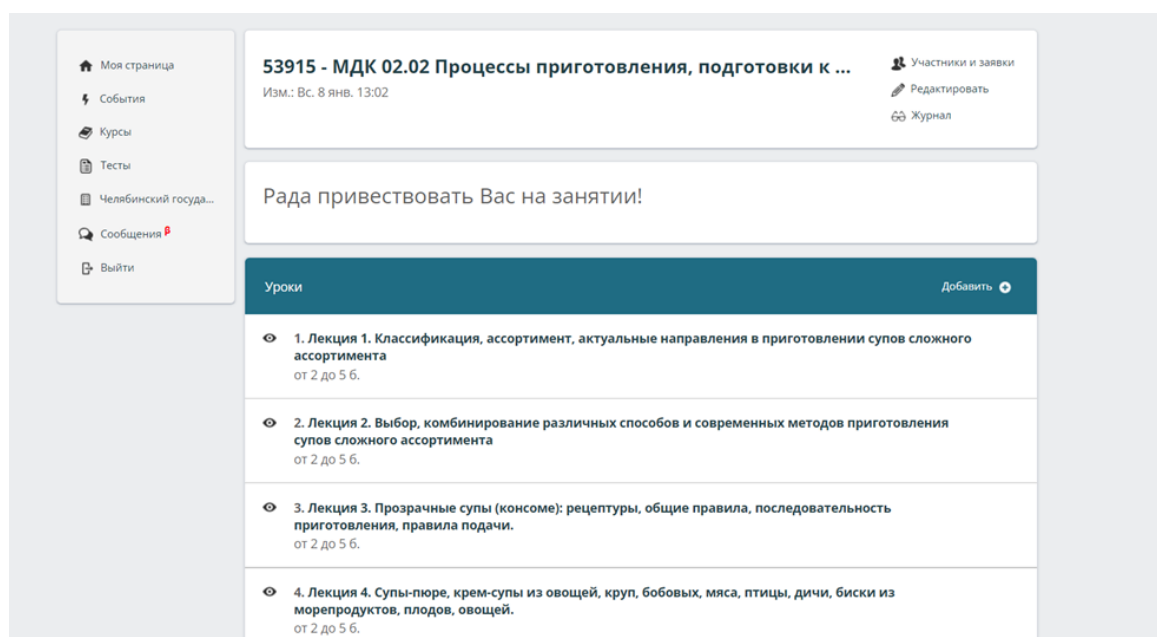 Моя страница
События
Курсы
Тесты
Челябинский госуда...
Сообщения β
Выйти
53915 - МДК 02.02 Процессы приготовления, подготовки к ...
Изм.: Вс. 8 янв. 13:02
Участники и заявки
Редактировать
Журнал
Рада привествовать Вас на занятии!
Уроки
Добавить
1. Лекция 1. Классификация, ассортимент, актуальные направления в приготовлении супов сложного
ассортимента
от 2 до 5 б.
2. Лекция 2. Выбор, комбинирование различных способов и современных методов приготовления
супов сложного ассортимента
от 2 до 5 б.
3. Лекция 3. Прозрачные супы (консоме): рецептуры, общие правила, последовательность
приготовления, правила подачи.
от 2 до 5 б.
4. Лекция 4. Супы-пюре, крем-супы из овощей, круп, бобовых, мяса, птицы, дичи, биски из
морепродуктов, плодов, овощей.
от 2 до 5 б.